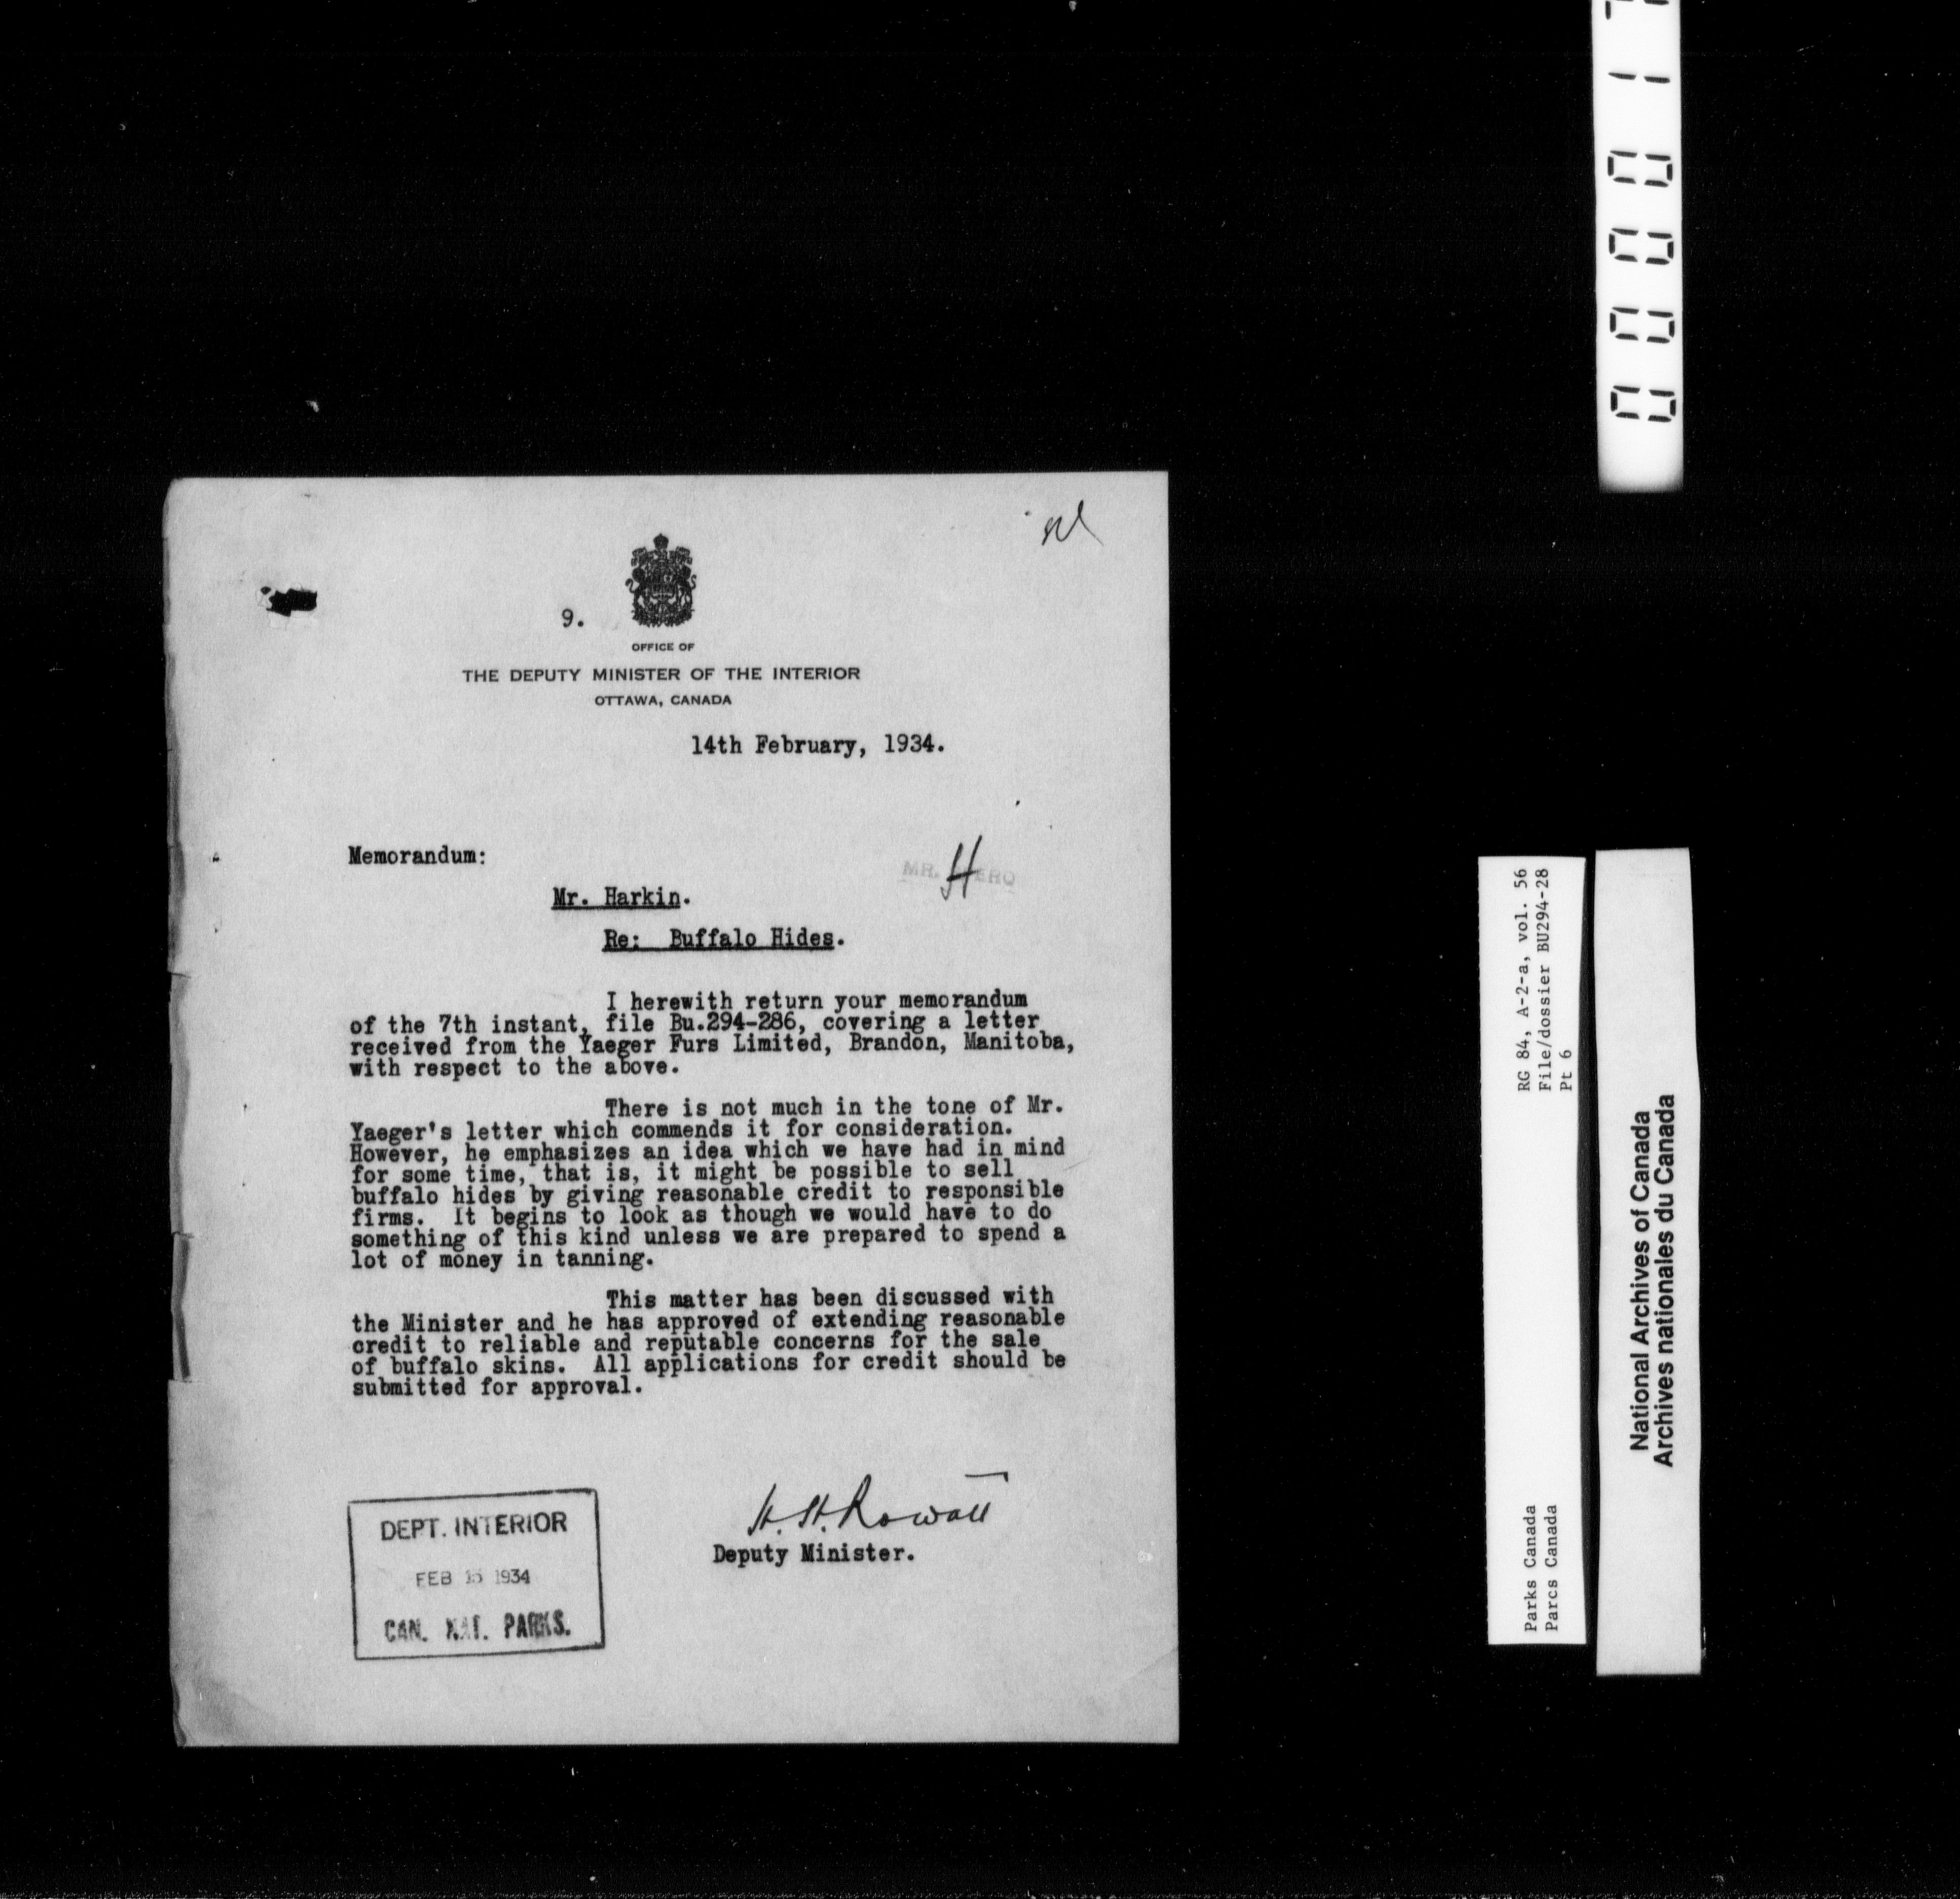 9.
OFFICE OF
THE DEPUTY MINISTER OF THE INTERIOR
OTTAWA, CANADA
14th February, 1934.
Memorandum:
MR.
H
Mr. Harkin.
Re: Buffalo Hides.
I herewith return your memorandum
of the 7th instant, file Bu.294-286, covering a letter
received from the Yaeger Furs Limited, Brandon, Manitoba,
with respect to the above.
There is not much in the tone of Mr.
Yaeger's letter which commends it for consideration.
However, he emphasizes an idea which we have had in mind
for some time, that is, it might be possible to sell
buffalo hides by giving reasonable credit to responsible
firms. It begins to look as though we would have to do
something of this kind unless we are prepared to spend a
lot of money in tanning.
This matter has been discussed with
the Minister and he has approved of extending reasonable
credit to reliable and reputable concerns for the sale
of buffalo skins. All applications for credit should be
submitted for approval.
H. H. Rowatt
Deputy Minister.
DEPT. INTERIOR
FEB 15 1934
CAN. NAT. PARKS.
RG 84, A-2-a, vol. 56
File/dossier BU294-28
Pt 6
Parks Canada
Parcs Canada
National Archives of Canada
Archives nationales du Canada